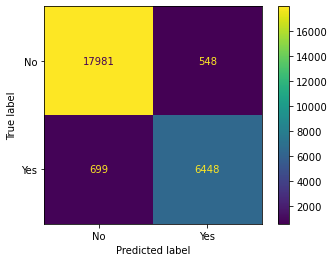 No
Yes
True label
17981
548
699
6448
No
Yes
Predicted label
16000
14000
12000
10000
8000
6000
4000
2000